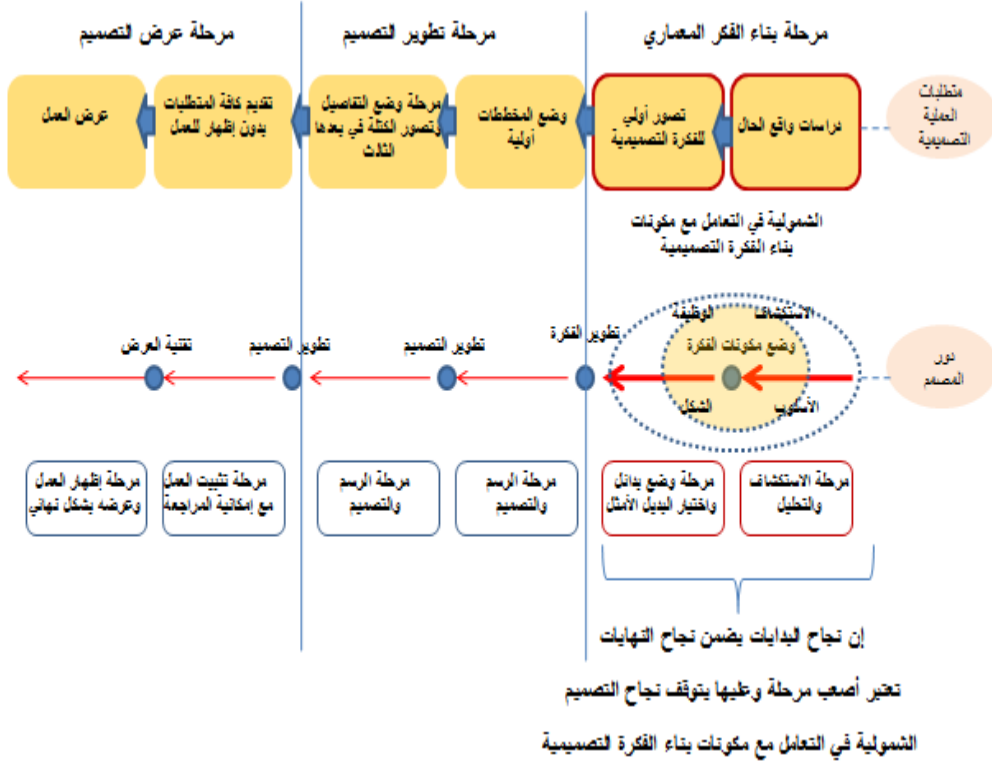 مرحلة بناء الفكر المعماري
مرحلة تطوير التصميم
مرحلة عرض التصميم
متطلبات
العملية
التصميمية
دراسات واقع الحال
تصور أولي
للفكرة التصميمية
وضع المخططات
أولية
مرحلة وضع التفاصيل
وتصور الكتلة في بعدها
الثالث
تقديم كافة المتطلبات
بدون إظهار للعمل
عرض العمل
الشمولية في التعامل مع مكونات
بناء الفكرة التصميمية
دور
المصمم
الاستكشاف
الوظيفة
وضع مكونات الفكرة
الأسكوب
الشكل
تطوير الفكرة
تطوير التصميم
تطوير التصميم
تقنية العرض
مرحلة الاستكشاف
والتحليل
مرحلة وضع بدائل
واختيار البديل الأمثل
مرحلة الرسم
والتصميم
مرحلة الرسم
والتصميم
مرحلة تثبيت العمل
مع إمكانية المراجعة
مرحلة إظهار العمل
وعرضه بشكل نهائي
إن نجاح البدايات يضمن نجاح النهايات
تعتبر أصعب مرحلة وعليها يتوقف نجاح التصميم
الشمولية في التعامل مع مكونات بناء الفكرة التصميمية